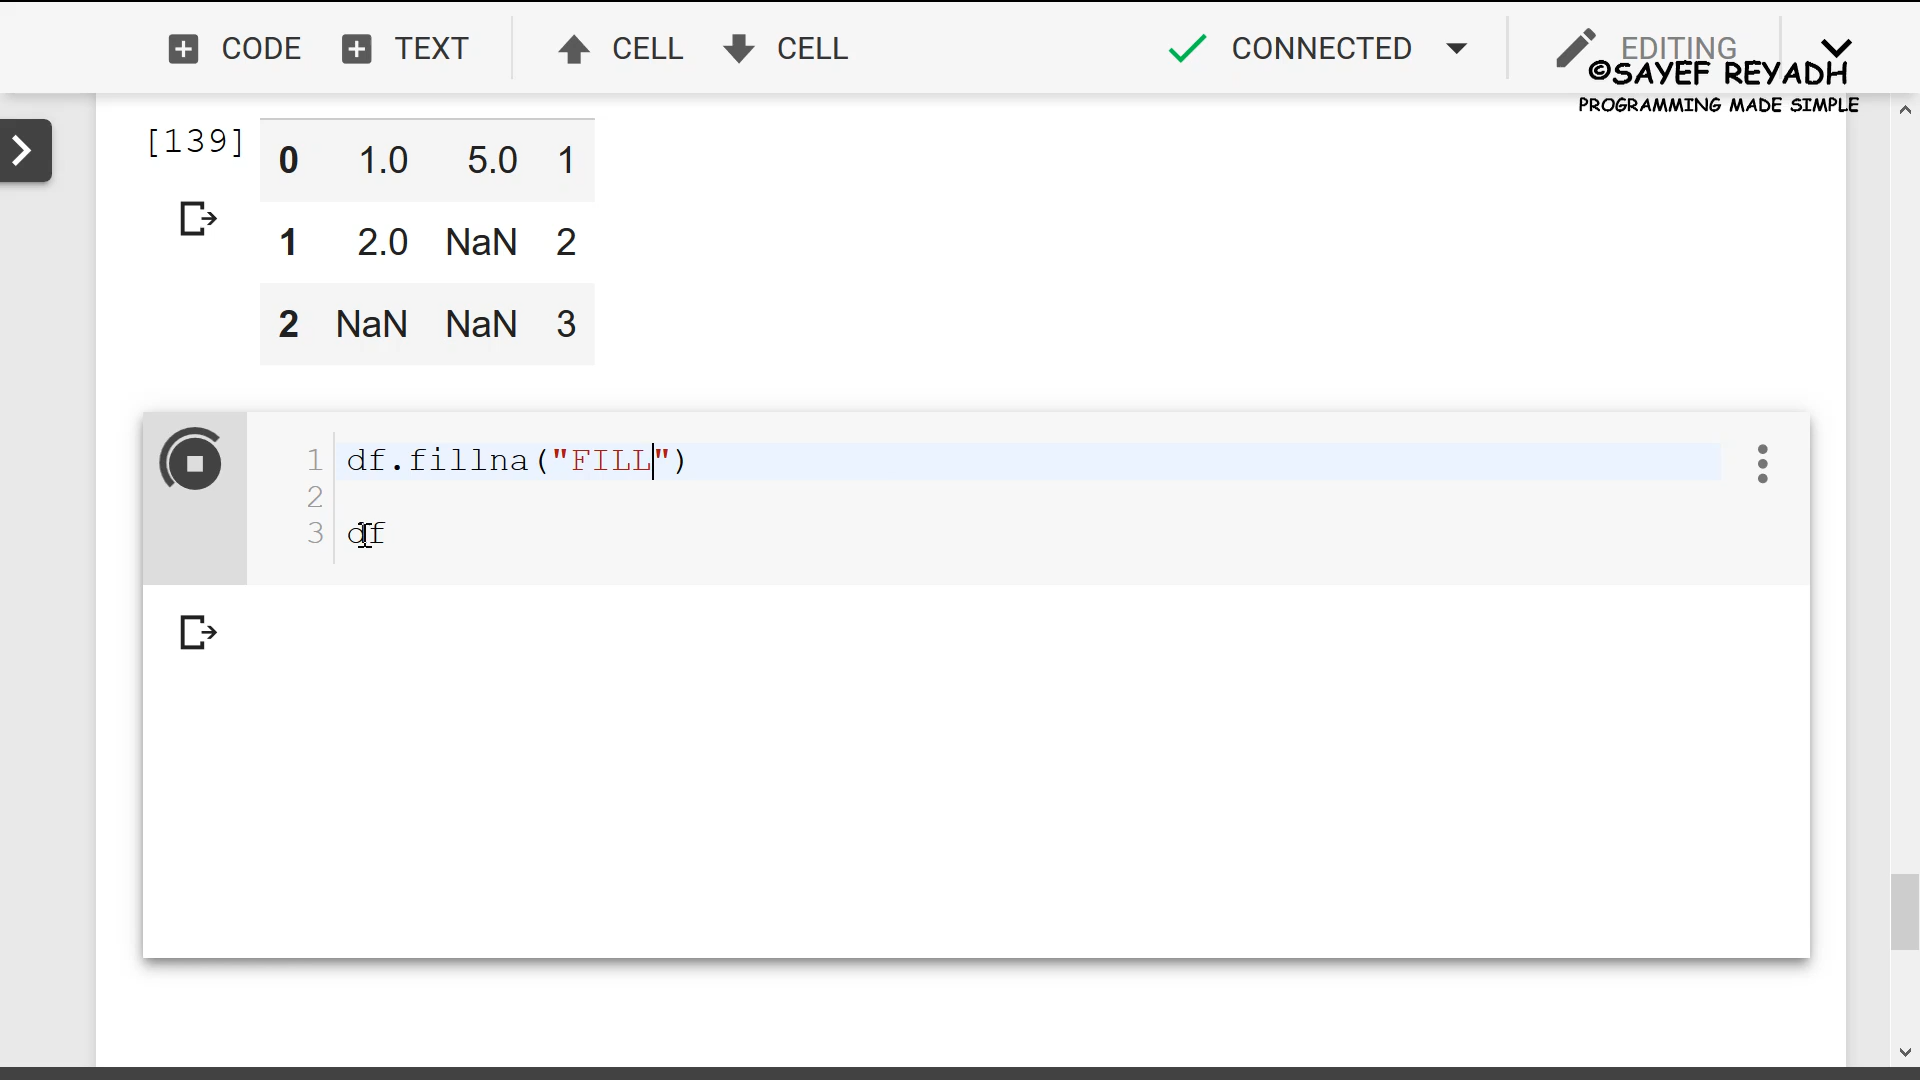 CODE TEXT CELL CELL CONNECTED EDITING
©SAYEF REYADH
PROGRAMMING MADE SIMPLE
[139]
0 1.0 5.0 1
1 2.0 NaN 2
2 NaN NaN 3
1 df.fillna("FILL")
2
3 df